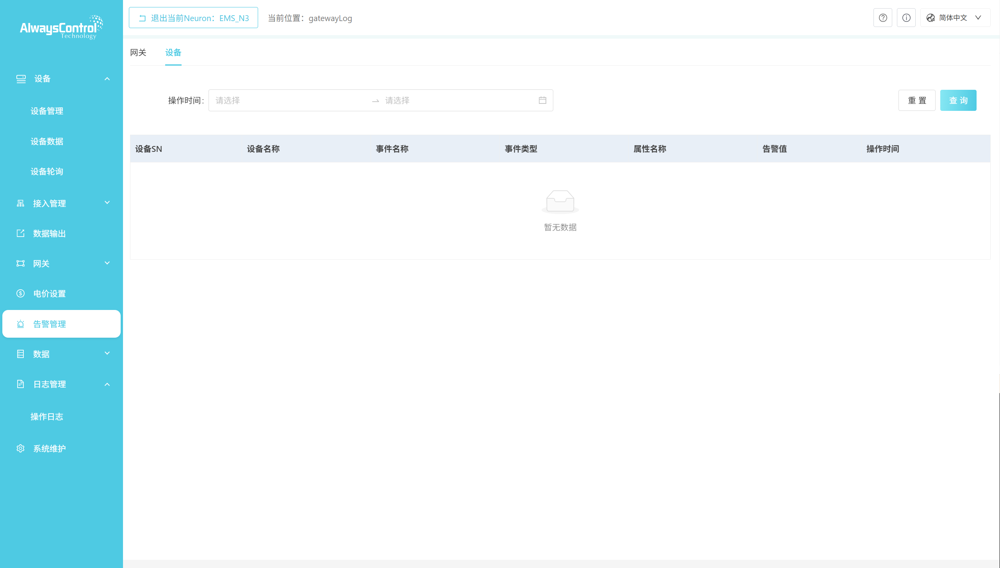 AlwaysControl
Technology
退出当前Neuron：EMS_N3
当前位置：gatewayLog
简体中文
设备
设备管理
设备数据
设备轮询
接入管理
数据输出
网关
电价设置
告警管理
数据
日志管理
操作日志
系统维护
网关 设备
操作时间: 请选择 请选择 重 置 查 询
设备SN 设备名称 事件名称 事件类型 属性名称 告警值 操作时间
暂无数据